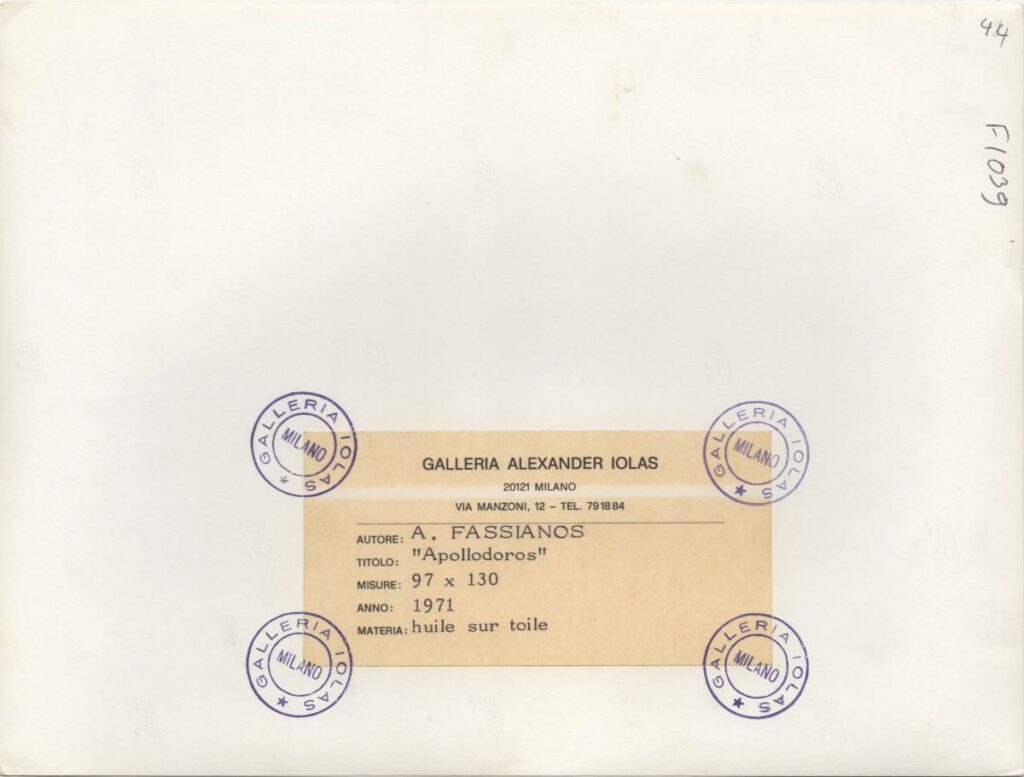 44
F1039
GALLERIA IOLAS *
MILANO
GALLERIA IOLAS ★
MILANO
GALLERIA ALEXANDER IOLAS
20121 MILANO
VIA MANZONI, 12 – TEL. 791884
AUTORE: A. FASSIANOS
TITOLO: "Apollodoros"
MISURE: 97 x 130
ANNO: 1971
MATERIA: huile sur toile
GALLERIA IOLAS ★
MILANO
GALLERIA IOLAS ★
MILANO